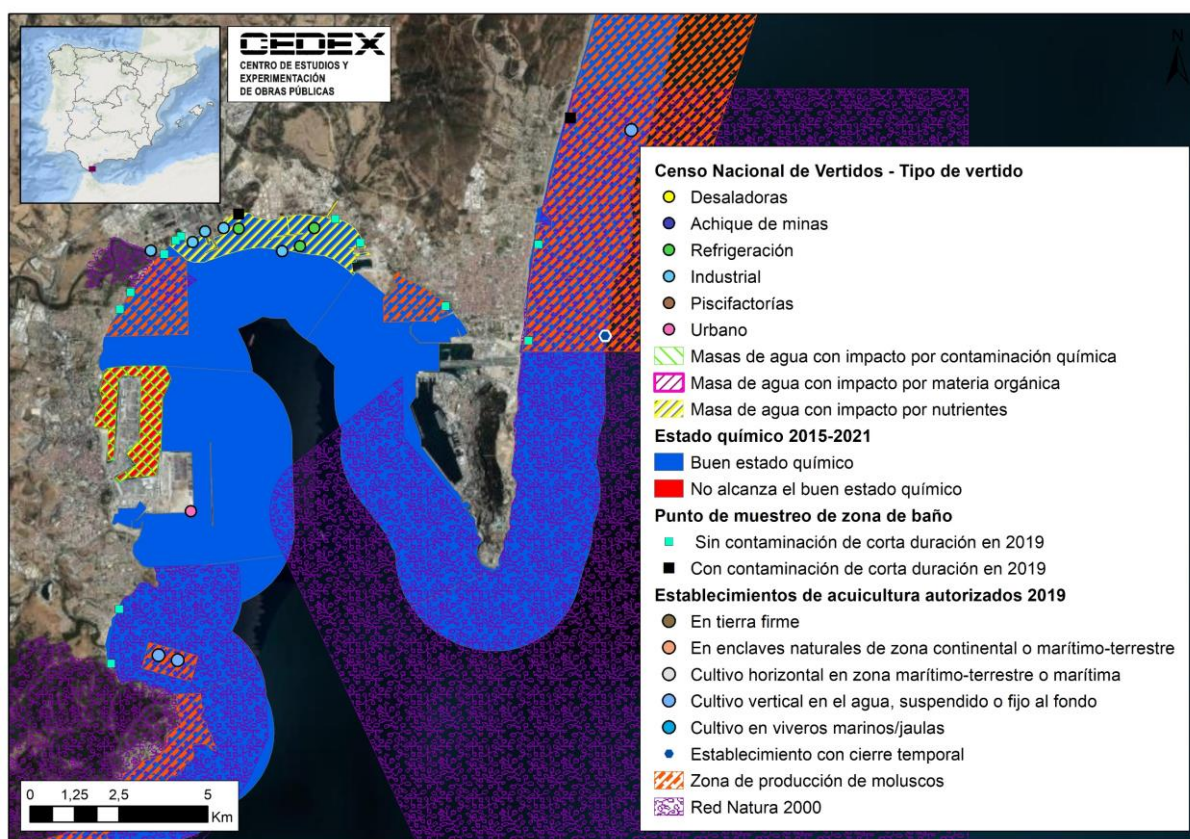 CEDEX
CENTRO DE ESTUDIOS Y
EXPERIMENTACIÓN
DE OBRAS PÚBLICAS
N
Censo Nacional de Vertidos - Tipo de vertido
Desaladoras
Achique de minas
Refrigeración
Industrial
Piscifactorías
Urbano
Masas de agua con impacto por contaminación química
Masa de agua con impacto por materia orgánica
Masa de agua con impacto por nutrientes
Estado químico 2015-2021
Buen estado químico
No alcanza el buen estado químico
Punto de muestreo de zona de baño
Sin contaminación de corta duración en 2019
Con contaminación de corta duración en 2019
Establecimientos de acuicultura autorizados 2019
En tierra firme
En enclaves naturales de zona continental o marítimo-terrestre
Cultivo horizontal en zona marítimo-terrestre o marítima
Cultivo vertical en el agua, suspendido o fijo al fondo
Cultivo en viveros marinos/jaulas
Establecimiento con cierre temporal
Zona de producción de moluscos
Red Natura 2000
0 1,25 2,5 5
Km